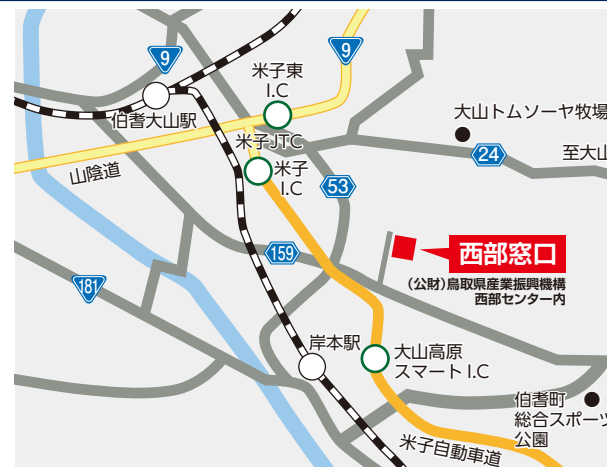 9
9
米子東
I.C
伯耆大山駅
大山トムソーヤ牧場
米子JTC
山陰道
米子
I.C
24
至大山
53
159
西部窓口
(公財)鳥取県産業振興機構
西部センター内
181
岸本駅
大山高原
スマートI.C
伯耆町
総合スポーツ
公園
米子自動車道